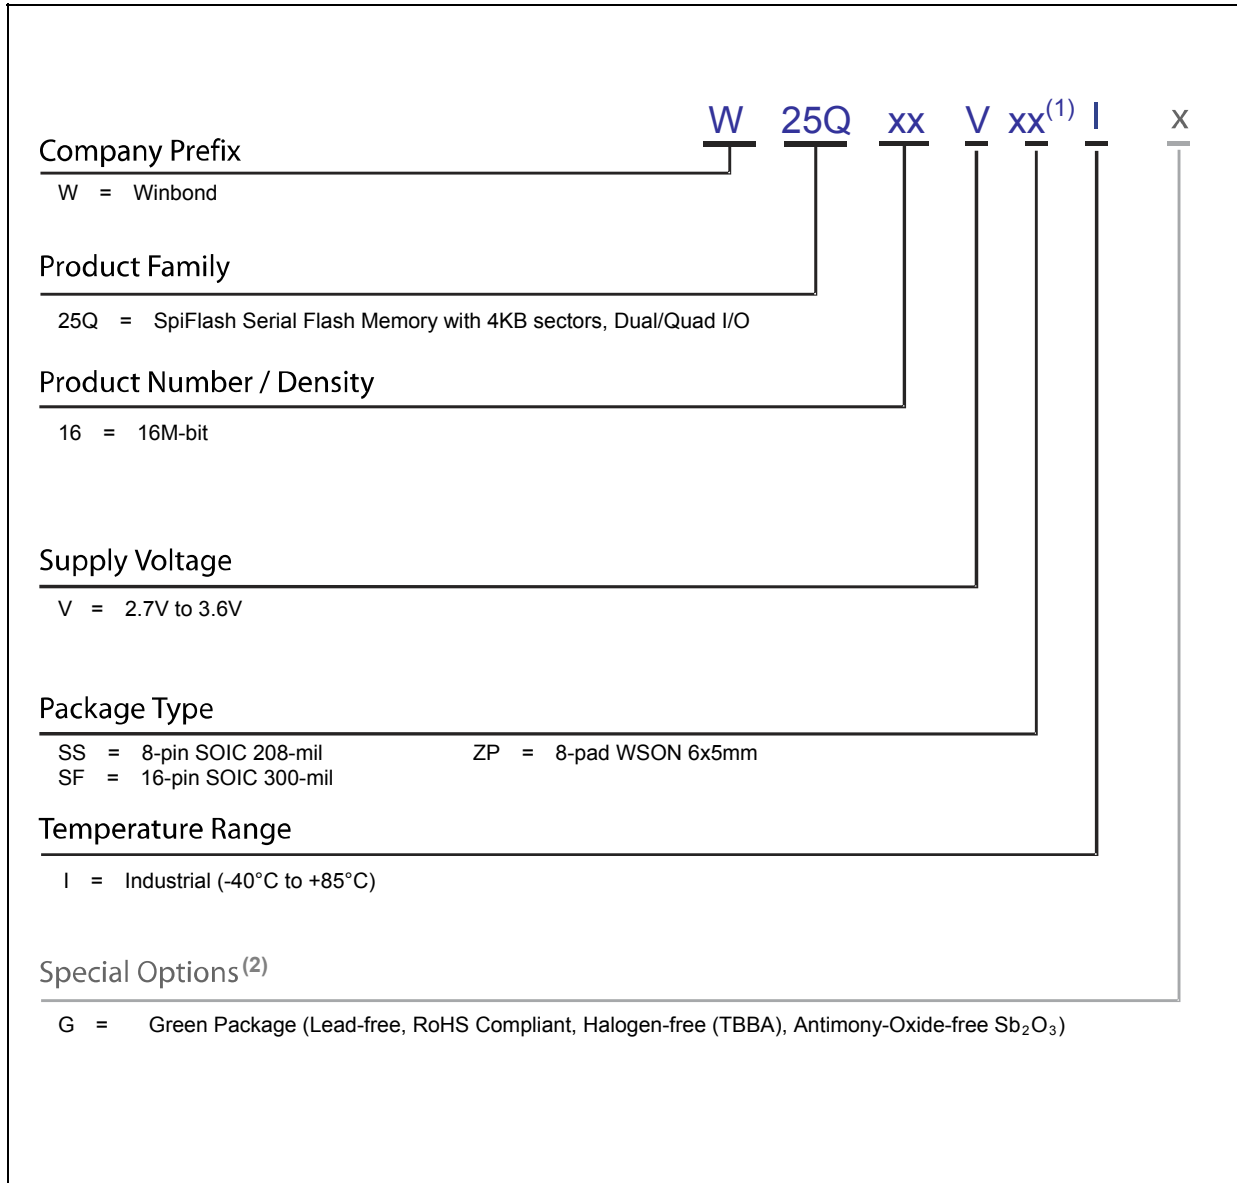 W 25Q xx V xx(1) I x
Company Prefix
W = Winbond
Product Family
25Q = SpiFlash Serial Flash Memory with 4KB sectors, Dual/Quad I/O
Product Number / Density
16 = 16M-bit
Supply Voltage
V = 2.7V to 3.6V
Package Type
SS = 8-pin SOIC 208-mil ZP = 8-pad WSON 6x5mm
SF = 16-pin SOIC 300-mil
Temperature Range
I = Industrial (-40°C to +85°C)
Special Options(2)
G = Green Package (Lead-free, RoHS Compliant, Halogen-free (TBBA), Antimony-Oxide-free Sb₂O₃)